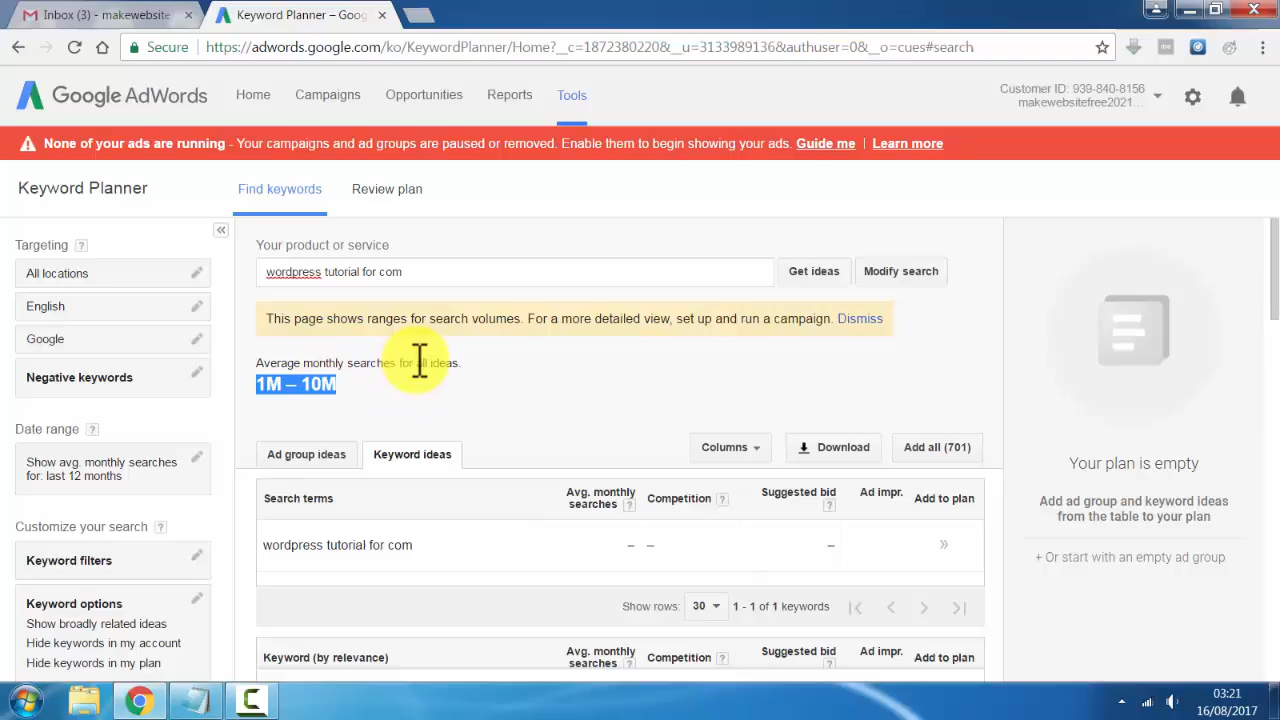 Inbox (3) - makewebsite
Keyword Planner – Goog
Secure
https://adwords.google.com/ko/KeywordPlanner/Home?__c=1872380220&__u=3133989136&authuser=0&__o=cues#search
Google AdWords
Home
Campaigns
Opportunities
Reports
Tools
Customer ID: 939-840-8156
makewebsitefree2021...
None of your ads are running - Your campaigns and ad groups are paused or removed. Enable them to begin showing your ads. Guide me Learn more
Keyword Planner
Find keywords
Review plan
Targeting ?
All locations
English
Google
Negative keywords
Date range ?
Show avg. monthly searches
for: last 12 months
Customize your search ?
Keyword filters
Keyword options
Show broadly related ideas
Hide keywords in my account
Hide keywords in my plan
Your product or service
wordpress tutorial for com
Get ideas
Modify search
This page shows ranges for search volumes. For a more detailed view, set up and run a campaign. Dismiss
Average monthly searches for all ideas.
1M – 10M
Ad group ideas
Keyword ideas
Columns
Download
Add all (701)
Search terms
Avg. monthly
searches ?
Competition ?
Suggested bid
?
Ad impr.
Add to plan
wordpress tutorial for com
–
–
–
»
Show rows: 30
1 - 1 of 1 keywords
Keyword (by relevance)
Avg. monthly
searches ?
Competition ?
Suggested bid
?
Ad impr.
Add to plan
Your plan is empty
Add ad group and keyword ideas
from the table to your plan
+ Or start with an empty ad group
03:21
16/08/2017